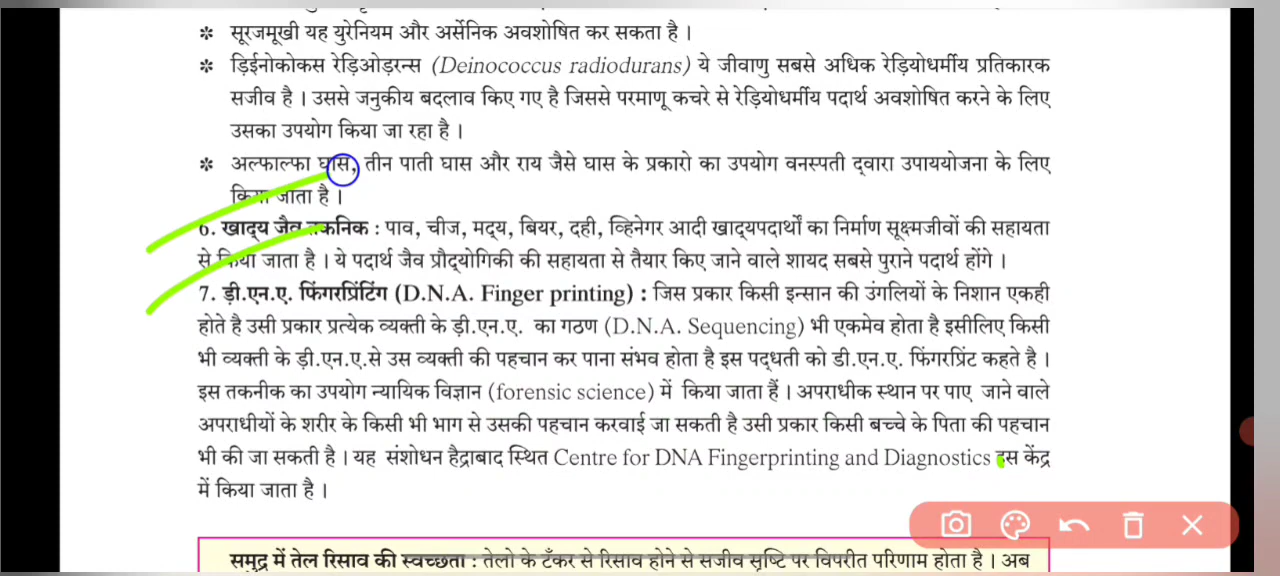 * सूरजमूखी यह युरेनियम और अर्सेनिक अवशोषित कर सकता है ।
* ड़िईनोकोकस रेड़िओड़रन्स (Deinococcus radiodurans) ये जीवाणु सबसे अधिक रेड़ियोधर्मीय प्रतिकारक
सजीव है । उससे जनुकीय बदलाव किए गए है जिससे परमाणू कचरे से रेड़ियोधर्मीय पदार्थ अवशोषित करने के लिए
उसका उपयोग किया जा रहा है ।
* अल्फाल्फा घास, तीन पाती घास और राय जैसे घास के प्रकारो का उपयोग वनस्पती द्वारा उपाययोजना के लिए
किया जाता है ।
6. खाद्य जैव तकनिक : पाव, चीज, मद्य, बियर, दही, व्हिनेगर आदी खाद्यपदार्थों का निर्माण सूक्ष्मजीवों की सहायता
से किया जाता है । ये पदार्थ जैव प्रौद्योगिकी की सहायता से तैयार किए जाने वाले शायद सबसे पुराने पदार्थ होंगे ।
7. ड़ी.एन.ए. फिंगरप्रिंटिंग (D.N.A. Finger printing) : जिस प्रकार किसी इन्सान की उंगलियों के निशान एकही
होते है उसी प्रकार प्रत्येक व्यक्ती के ड़ी.एन.ए. का गठण (D.N.A. Sequencing) भी एकमेव होता है इसीलिए किसी
भी व्यक्ती के ड़ी.एन.ए.से उस व्यक्ती की पहचान कर पाना संभव होता है इस पद्धती को डी.एन.ए. फिंगरप्रिंट कहते है ।
इस तकनीक का उपयोग न्यायिक विज्ञान (forensic science) में किया जाता हैं । अपराधीक स्थान पर पाए जाने वाले
अपराधीयों के शरीर के किसी भी भाग से उसकी पहचान करवाई जा सकती है उसी प्रकार किसी बच्चे के पिता की पहचान
भी की जा सकती है । यह संशोधन हैद्राबाद स्थित Centre for DNA Fingerprinting and Diagnostics इस केंद्र
में किया जाता है ।
समुद्र में तेल रिसाव की स्वच्छता : तेलो के टँकर से रिसाव होने से सजीव सृष्टि पर विपरीत परिणाम होता है । अब